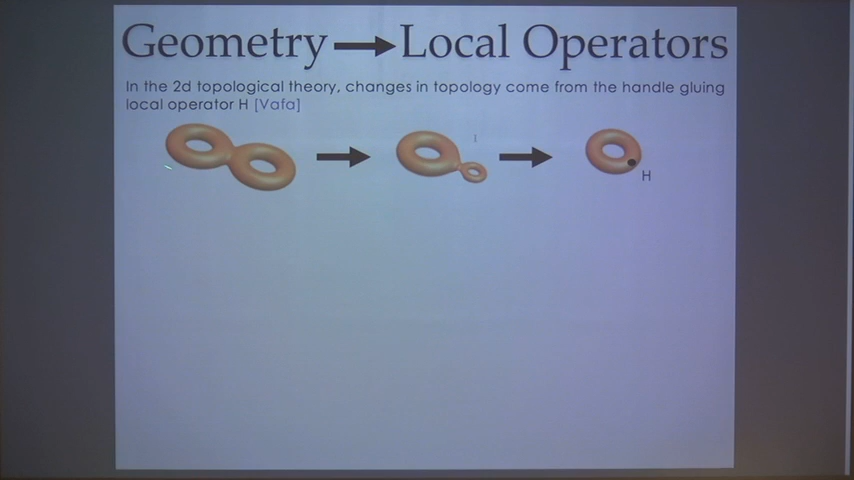 Geometry → Local Operators
In the 2d topological theory, changes in topology come from the handle gluing
local operator H [Vafa]
H